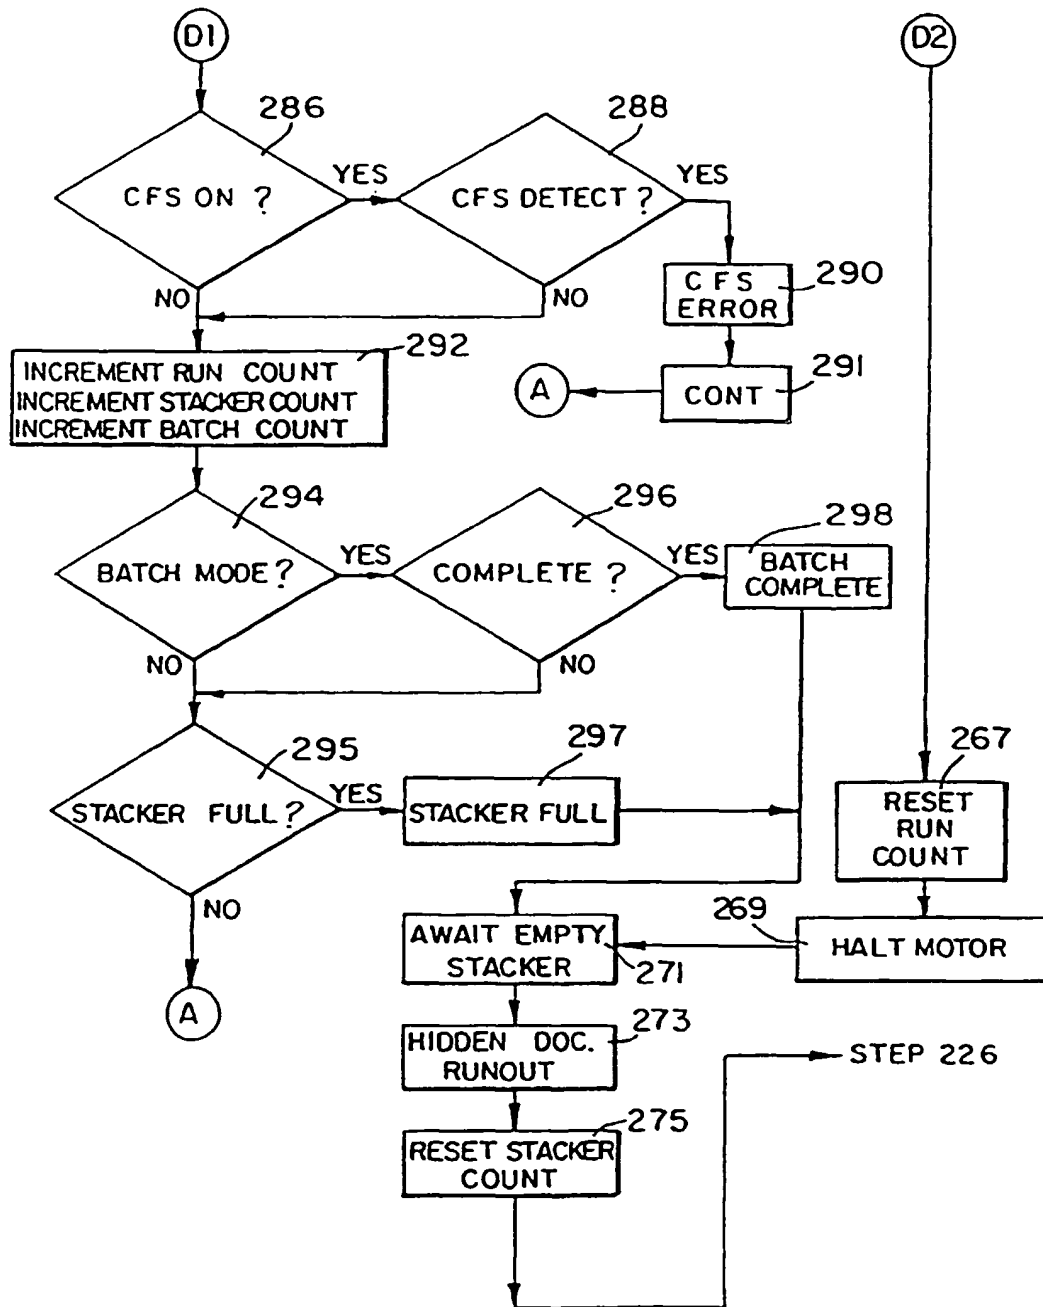 D1
D2
286
288
CFS ON ?
YES
CFS DETECT ?
YES
NO
NO
CFS
ERROR
290
292
INCREMENT RUN COUNT
INCREMENT STACKER COUNT
INCREMENT BATCH COUNT
A
CONT
291
294
296
298
BATCH MODE?
YES
COMPLETE ?
YES
BATCH
COMPLETE
NO
NO
295
297
267
STACKER FULL?
YES
STACKER FULL
RESET
RUN
COUNT
NO
269
AWAIT EMPTY
STACKER
271
HALT MOTOR
A
273
HIDDEN DOC.
RUNOUT
STEP 226
275
RESET STACKER
COUNT